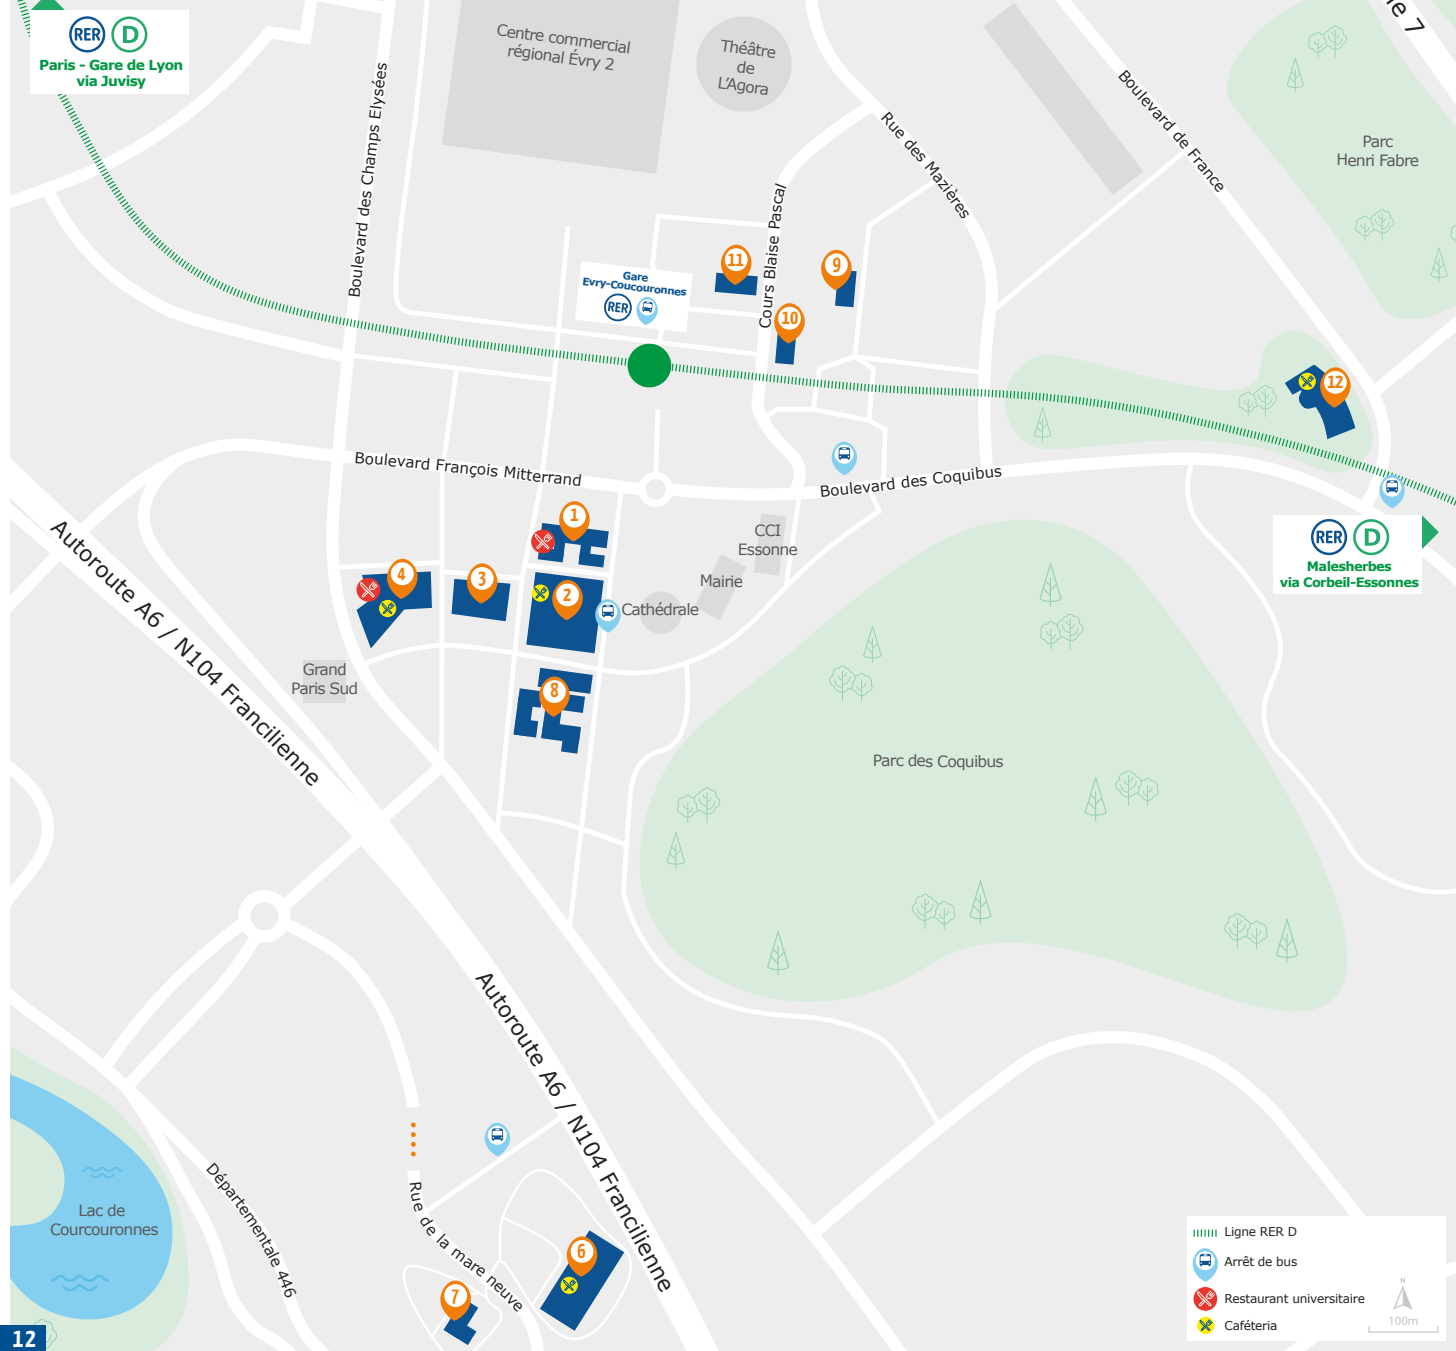 RER D
Paris - Gare de Lyon
via Juvisy
Centre commercial
régional Évry 2
Théâtre
de
L'Agora
Boulevard des Champs Elysées
Rue des Mazières
Boulevard de France
Parc
Henri Fabre
Cours Blaise Pascal
Gare
Evry-Coucouronnes
RER
11
9
10
12
Boulevard François Mitterrand
Boulevard des Coquibus
Autoroute A6 / N104 Francilienne
1
CCI
Essonne
Mairie
4
3
2
Cathédrale
RER D
Malesherbes
via Corbeil-Essonnes
Grand
Paris Sud
8
Parc des Coquibus
Autoroute A6 / N104 Francilienne
Lac de
Courcouronnes
Départementale 446
Rue de la mare neuve
6
7
Ligne RER D
Arrêt de bus
Restaurant universitaire
Caféteria
N
100m
12